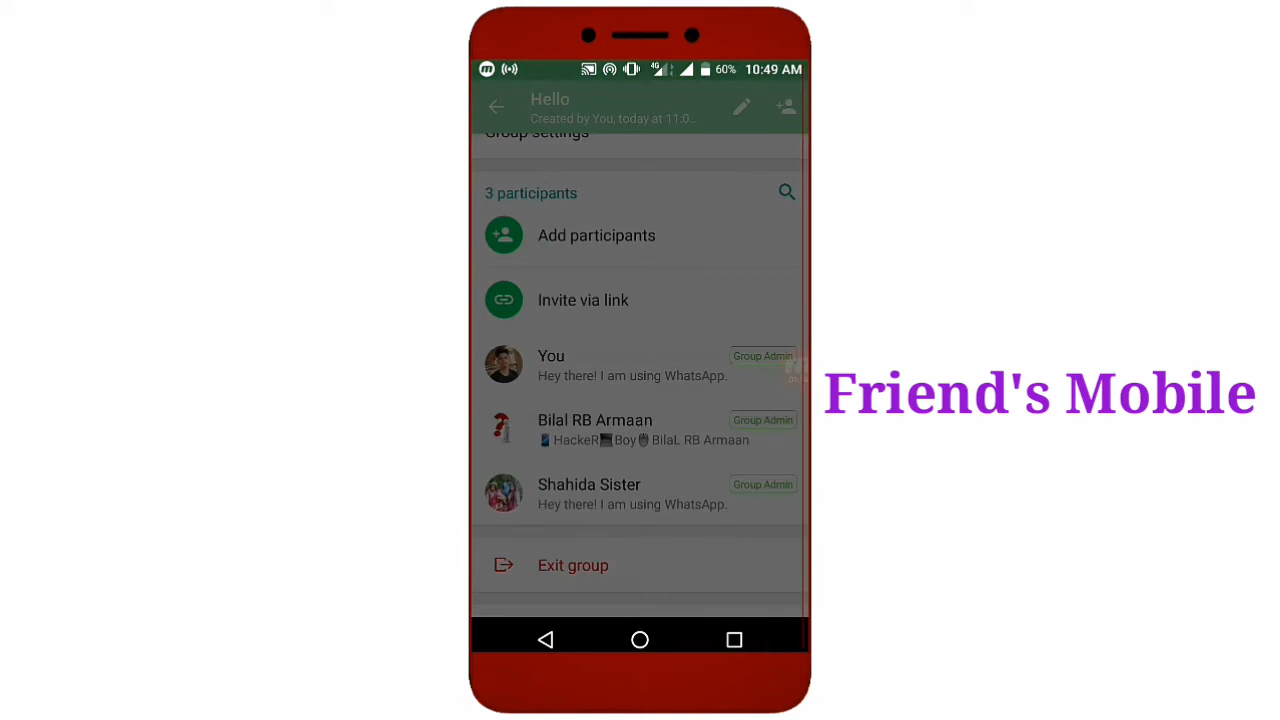 60% 10:49 AM
Hello
Created by You, today at 11:0...
Group settings
3 participants
Add participants
Invite via link
You
Group Admin
Hey there! I am using WhatsApp.
Bilal RB Armaan
Group Admin
📱HackeR💻Boy✋BilaL RB Armaan
Shahida Sister
Group Admin
Hey there! I am using WhatsApp.
Exit group
Friend's Mobile